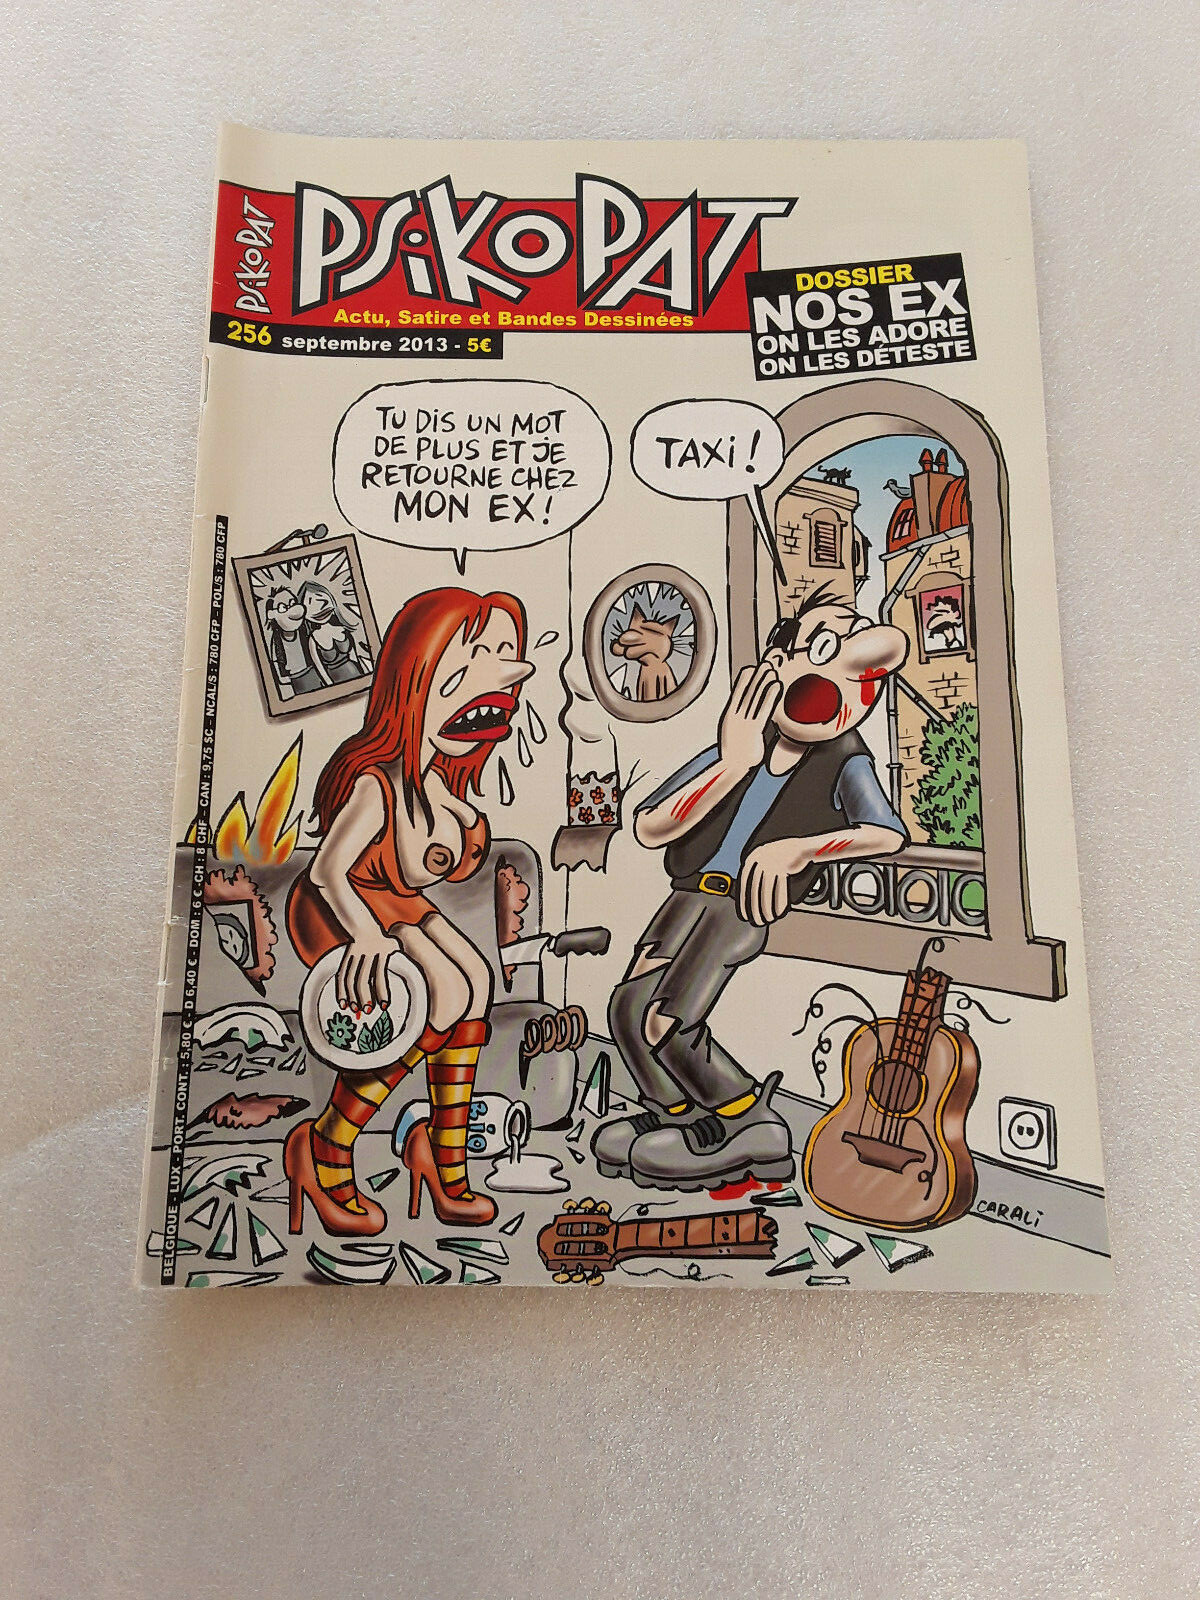 PSIKOPAT
PSIKOPAT
Actu, Satire et Bandes Dessinées
256 septembre 2013 - 5€
DOSSIER
NOS EX
ON LES ADORE
ON LES DÉTESTE
TU DIS UN MOT
DE PLUS ET JE
RETOURNE CHEZ
MON EX !
TAXI !
BELGIQUE - LUX - PORT. CONT. : 5,80 € - D 6,40 € - DOM : 6 € - CH : 8 CHF - CAN : 9,75 $C - NCAL/S : 780 CFP - POL/S : 780 CFP
CARALI